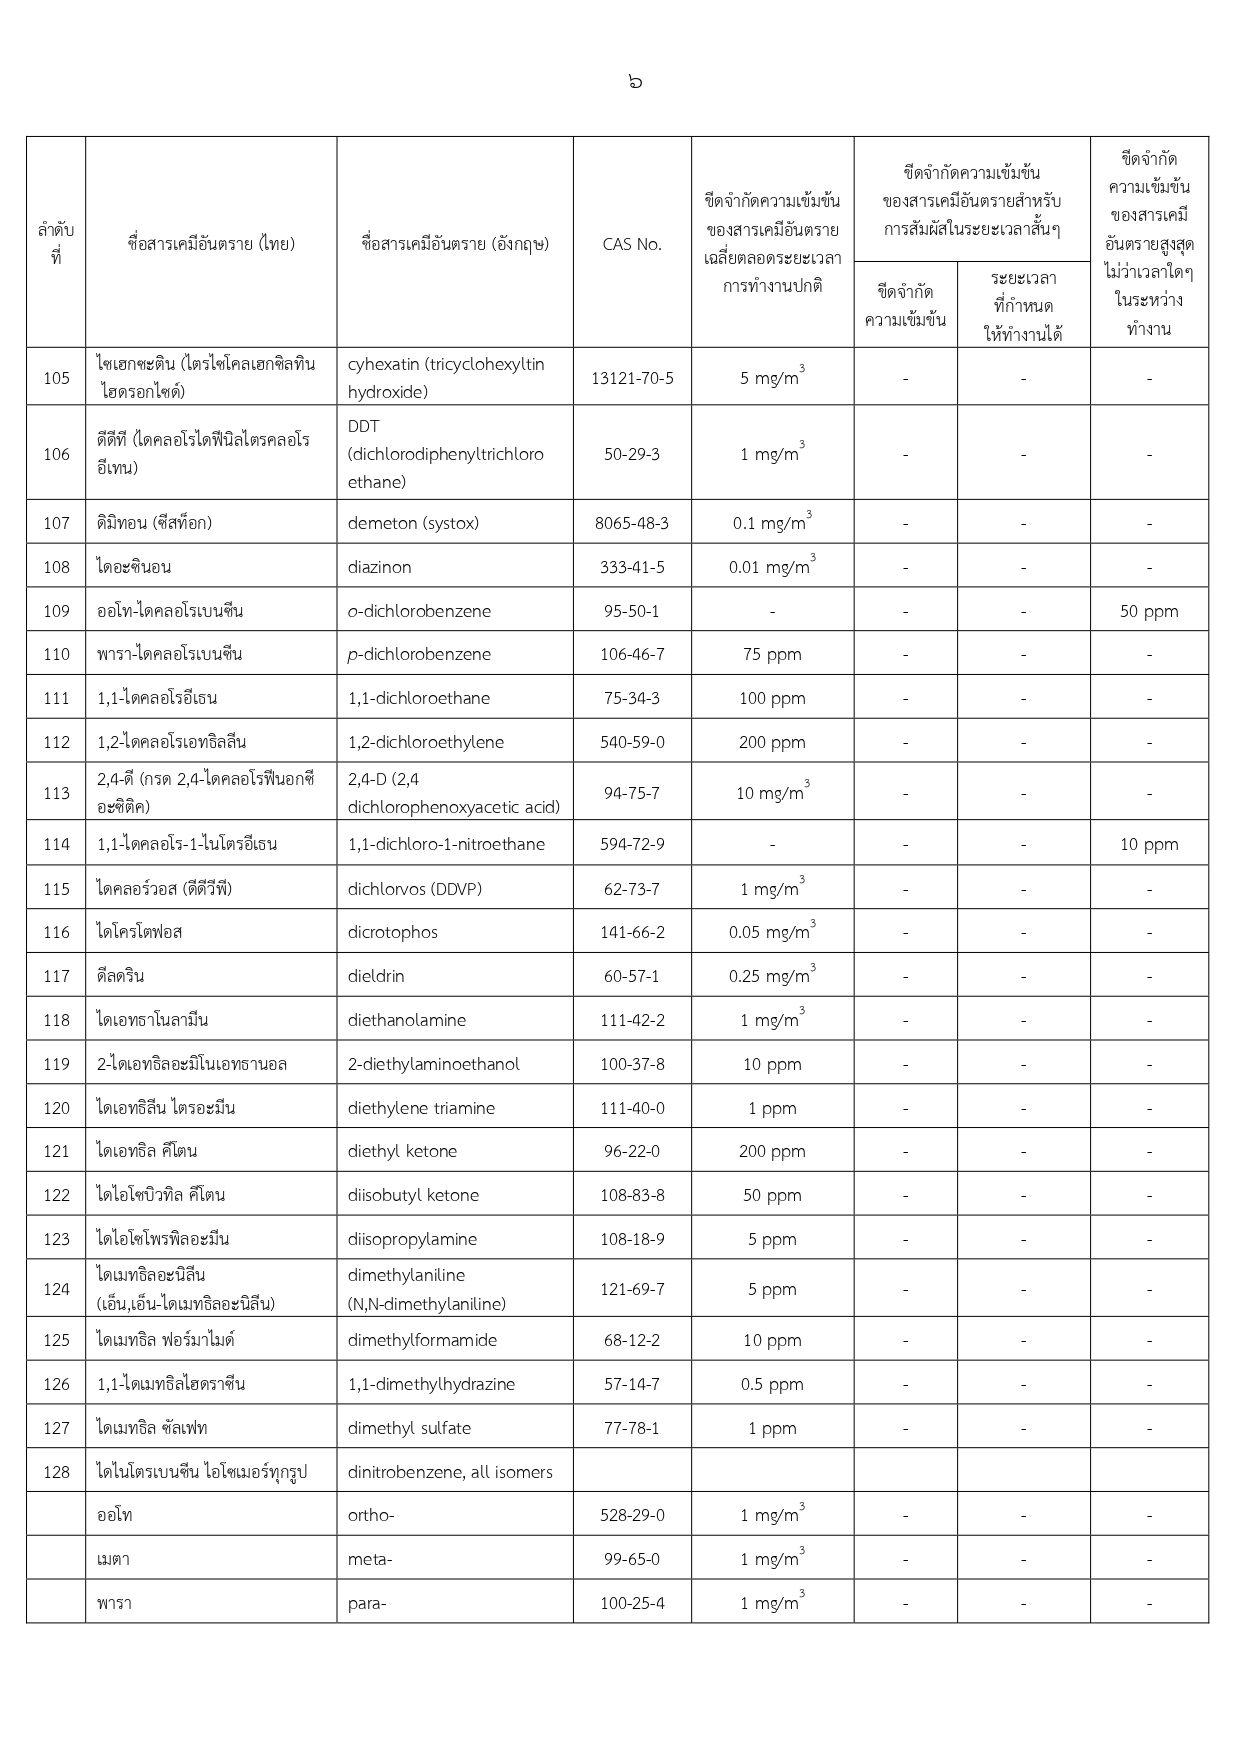 ๖
ลำดับ
ที่
ชื่อสารเคมีอันตราย (ไทย)
ชื่อสารเคมีอันตราย (อังกฤษ)
CAS No.
ขีดจำกัดความเข้มข้น
ของสารเคมีอันตราย
เฉลี่ยตลอดระยะเวลา
การทำงานปกติ
ขีดจำกัดความเข้มข้น
ของสารเคมีอันตรายสำหรับ
การสัมผัสในระยะเวลาสั้นๆ
ขีดจำกัด
ความเข้มข้น
ระยะเวลา
ที่กำหนด
ให้ทำงานได้
ขีดจำกัด
ความเข้มข้น
ของสารเคมี
อันตรายสูงสุด
ไม่ว่าเวลาใดๆ
ในระหว่าง
ทำงาน
105 ไซเฮกซะติน (ไตรไซโคลเฮกซิลทิน
ไฮดรอกไซด์) cyhexatin (tricyclohexyltin
hydroxide) 13121-70-5 5 mg/m³ - - -
106 ดีดีที (ไดคลอโรไดฟีนิลไตรคลอโร
อีเทน) DDT
(dichlorodiphenyltrichloro
ethane) 50-29-3 1 mg/m³ - - -
107 ดิมิทอน (ซีสท็อก) demeton (systox) 8065-48-3 0.1 mg/m³ - - -
108 ไดอะซินอน diazinon 333-41-5 0.01 mg/m³ - - -
109 ออโท-ไดคลอโรเบนซีน o-dichlorobenzene 95-50-1 - - - 50 ppm
110 พารา-ไดคลอโรเบนซีน p-dichlorobenzene 106-46-7 75 ppm - - -
111 1,1-ไดคลอโรอีเธน 1,1-dichloroethane 75-34-3 100 ppm - - -
112 1,2-ไดคลอโรเอทธิลลีน 1,2-dichloroethylene 540-59-0 200 ppm - - -
113 2,4-ดี (กรด 2,4-ไดคลอโรฟีนอกซี
อะซิติค) 2,4-D (2,4
dichlorophenoxyacetic acid) 94-75-7 10 mg/m³ - - -
114 1,1-ไดคลอโร-1-ไนโตรอีเธน 1,1-dichloro-1-nitroethane 594-72-9 - - - 10 ppm
115 ไดคลอร์วอส (ดีดีวีพี) dichlorvos (DDVP) 62-73-7 1 mg/m³ - - -
116 ไดโครโตฟอส dicrotophos 141-66-2 0.05 mg/m³ - - -
117 ดีลดริน dieldrin 60-57-1 0.25 mg/m³ - - -
118 ไดเอทธาโนลามีน diethanolamine 111-42-2 1 mg/m³ - - -
119 2-ไดเอทธิลอะมิโนเอทธานอล 2-diethylaminoethanol 100-37-8 10 ppm - - -
120 ไดเอทธิลีน ไตรอะมีน diethylene triamine 111-40-0 1 ppm - - -
121 ไดเอทธิล คีโตน diethyl ketone 96-22-0 200 ppm - - -
122 ไดไอโซบิวทิล คีโตน diisobutyl ketone 108-83-8 50 ppm - - -
123 ไดไอโซโพรพิลอะมีน diisopropylamine 108-18-9 5 ppm - - -
124 ไดเมทธิลอะนิลีน
(เอ็น,เอ็น-ไดเมทธิลอะนิลีน) dimethylaniline
(N,N-dimethylaniline) 121-69-7 5 ppm - - -
125 ไดเมทธิล ฟอร์มาไมด์ dimethylformamide 68-12-2 10 ppm - - -
126 1,1-ไดเมทธิลไฮดราซีน 1,1-dimethylhydrazine 57-14-7 0.5 ppm - - -
127 ไดเมทธิล ซัลเฟท dimethyl sulfate 77-78-1 1 ppm - - -
128 ไดไนโตรเบนซีน ไอโซเมอร์ทุกรูป dinitrobenzene, all isomers
ออโท ortho- 528-29-0 1 mg/m³ - - -
เมตา meta- 99-65-0 1 mg/m³ - - -
พารา para- 100-25-4 1 mg/m³ - - -